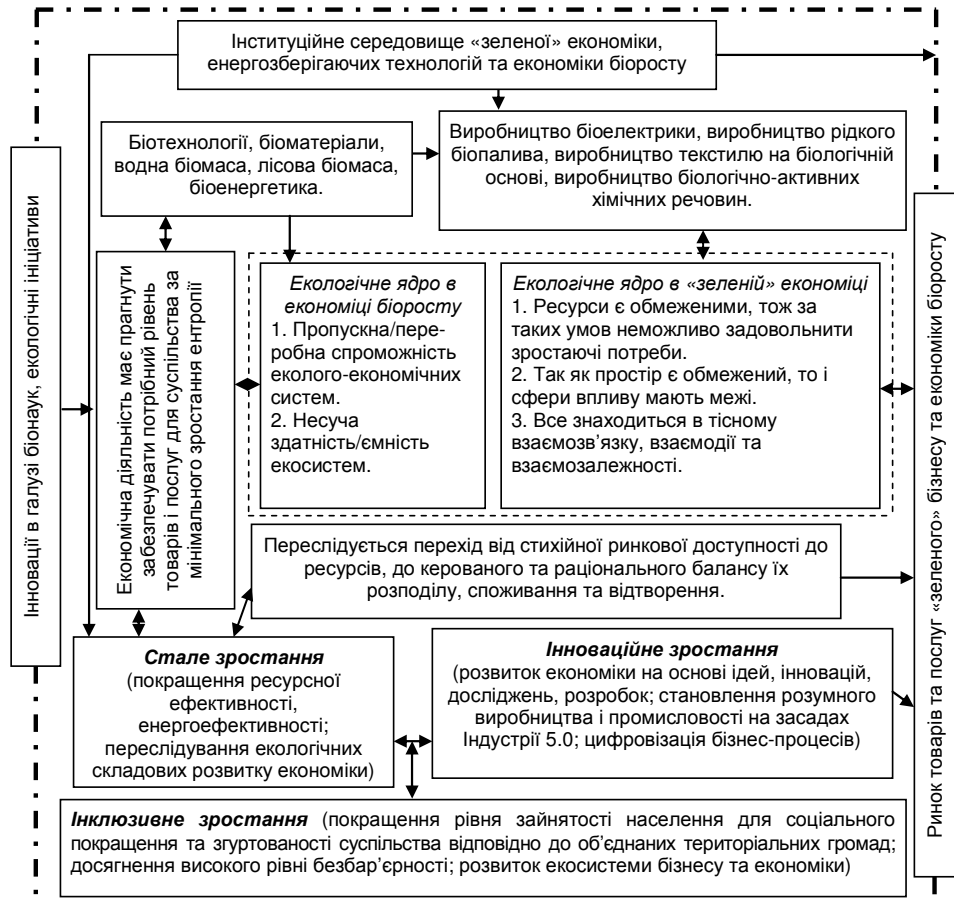 Інституційне середовище «зеленої» економіки,
енергозберігаючих технологій та економіки біоросту
Біотехнології, біоматеріали,
водна біомаса, лісова біомаса,
біоенергетика.
Виробництво біоелектрики, виробництво рідкого
біопалива, виробництво текстилю на біологічній
основі, виробництво біологічно-активних
хімічних речовин.
Інновації в галузі біонаук, екологічні ініціативи
Економічна діяльність має прагнути
забезпечувати потрібний рівень
товарів і послуг для суспільства за
мінімального зростання ентропії
Екологічне ядро в
економіці біоросту
1. Пропускна/пере-
робна спроможність
еколого-економічних
систем.
2. Несуча
здатність/ємність
екосистем.
Екологічне ядро в «зеленій» економіці
1. Ресурси є обмеженими, тож за
таких умов неможливо задовольнити
зростаючі потреби.
2. Так як простір є обмежений, то і
сфери впливу мають межі.
3. Все знаходиться в тісному
взаємозв’язку, взаємодії та
взаємозалежності.
Ринок товарів та послуг «зеленого» бізнесу та економіки біоросту
Переслідується перехід від стихійної ринкової доступності до
ресурсів, до керованого та раціонального балансу їх
розподілу, споживання та відтворення.
Стале зростання
(покращення ресурсної
ефективності,
енергоефективності;
переслідування екологічних
складових розвитку економіки)
Інноваційне зростання
(розвиток економіки на основі ідей, інновацій,
досліджень, розробок; становлення розумного
виробництва і промисловості на засадах
Індустрії 5.0; цифровізація бізнес-процесів)
Інклюзивне зростання (покращення рівня зайнятості населення для соціального
покращення та згуртованості суспільства відповідно до об’єднаних територіальних громад;
досягнення високого рівні безбар’єрності; розвиток екосистеми бізнесу та економіки)